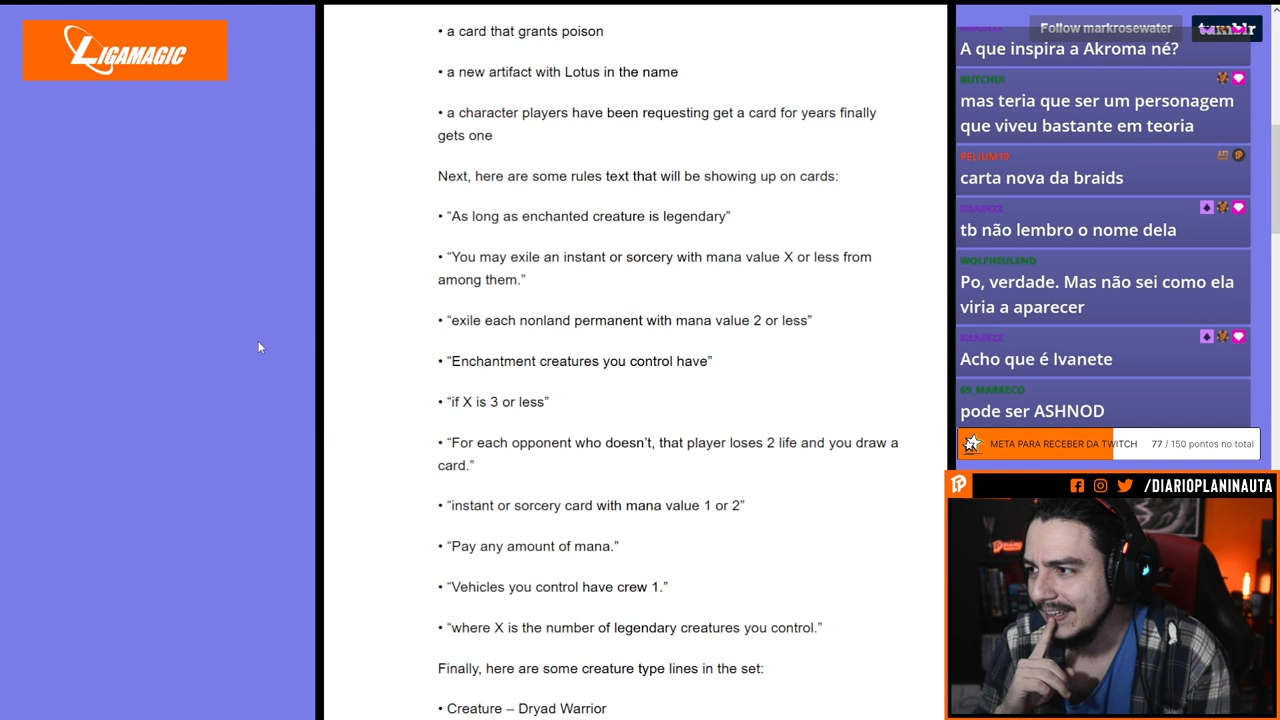 LIGAMAGIC
• a card that grants poison
• a new artifact with Lotus in the name
• a character players have been requesting get a card for years finally
gets one
Next, here are some rules text that will be showing up on cards:
• “As long as enchanted creature is legendary”
• “You may exile an instant or sorcery with mana value X or less from
among them.”
• “exile each nonland permanent with mana value 2 or less”
• “Enchantment creatures you control have”
• “if X is 3 or less”
• “For each opponent who doesn’t, that player loses 2 life and you draw a
card.”
• “instant or sorcery card with mana value 1 or 2”
• “Pay any amount of mana.”
• “Vehicles you control have crew 1.”
• “where X is the number of legendary creatures you control.”
Finally, here are some creature type lines in the set:
• Creature – Dryad Warrior
Follow markrosewater
tumblr
A que inspira a Akroma né?
mas teria que ser um personagem
que viveu bastante em teoria
PELIUM19
carta nova da braids
tb não lembro o nome dela
WOLFHEULEND
Po, verdade. Mas não sei como ela
viria a aparecer
Acho que é Ivanete
69_MARRECO
pode ser ASHNOD
META PARA RECEBER DA TWITCH 77 / 150 pontos no total
/DIARIOPLANINAUTA